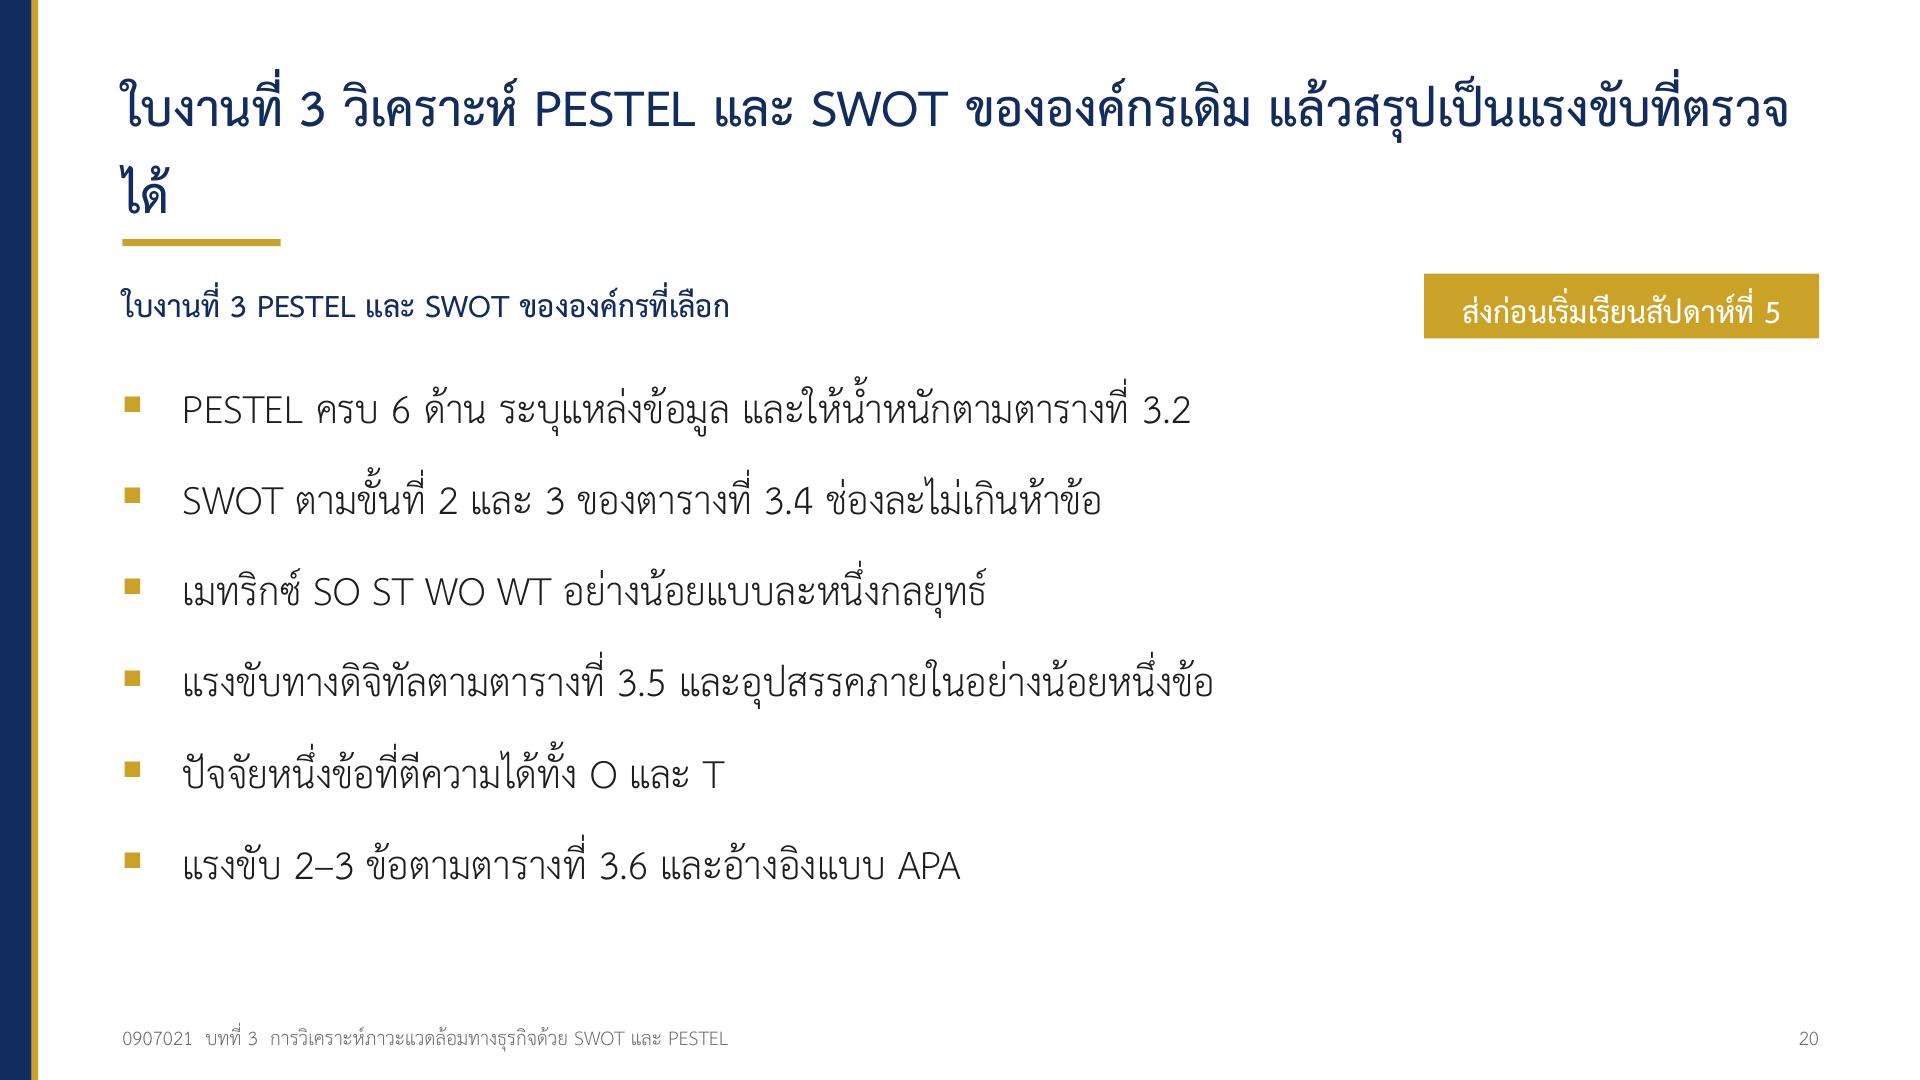 ใบงานที่ 3 วิเคราะห์ PESTEL และ SWOT ขององค์กรเดิม แล้วสรุปเป็นแรงขับที่ตรวจ
ได้
ใบงานที่ 3 PESTEL และ SWOT ขององค์กรที่เลือก
ส่งก่อนเริ่มเรียนสัปดาห์ที่ 5
PESTEL ครบ 6 ด้าน ระบุแหล่งข้อมูล และให้น้ำหนักตามตารางที่ 3.2
SWOT ตามขั้นที่ 2 และ 3 ของตารางที่ 3.4 ช่องละไม่เกินห้าข้อ
เมทริกซ์ SO ST WO WT อย่างน้อยแบบละหนึ่งกลยุทธ์
แรงขับทางดิจิทัลตามตารางที่ 3.5 และอุปสรรคภายในอย่างน้อยหนึ่งข้อ
ปัจจัยหนึ่งข้อที่ตีความได้ทั้ง O และ T
แรงขับ 2–3 ข้อตามตารางที่ 3.6 และอ้างอิงแบบ APA
0907021 บทที่ 3 การวิเคราะห์ภาวะแวดล้อมทางธุรกิจด้วย SWOT และ PESTEL
20